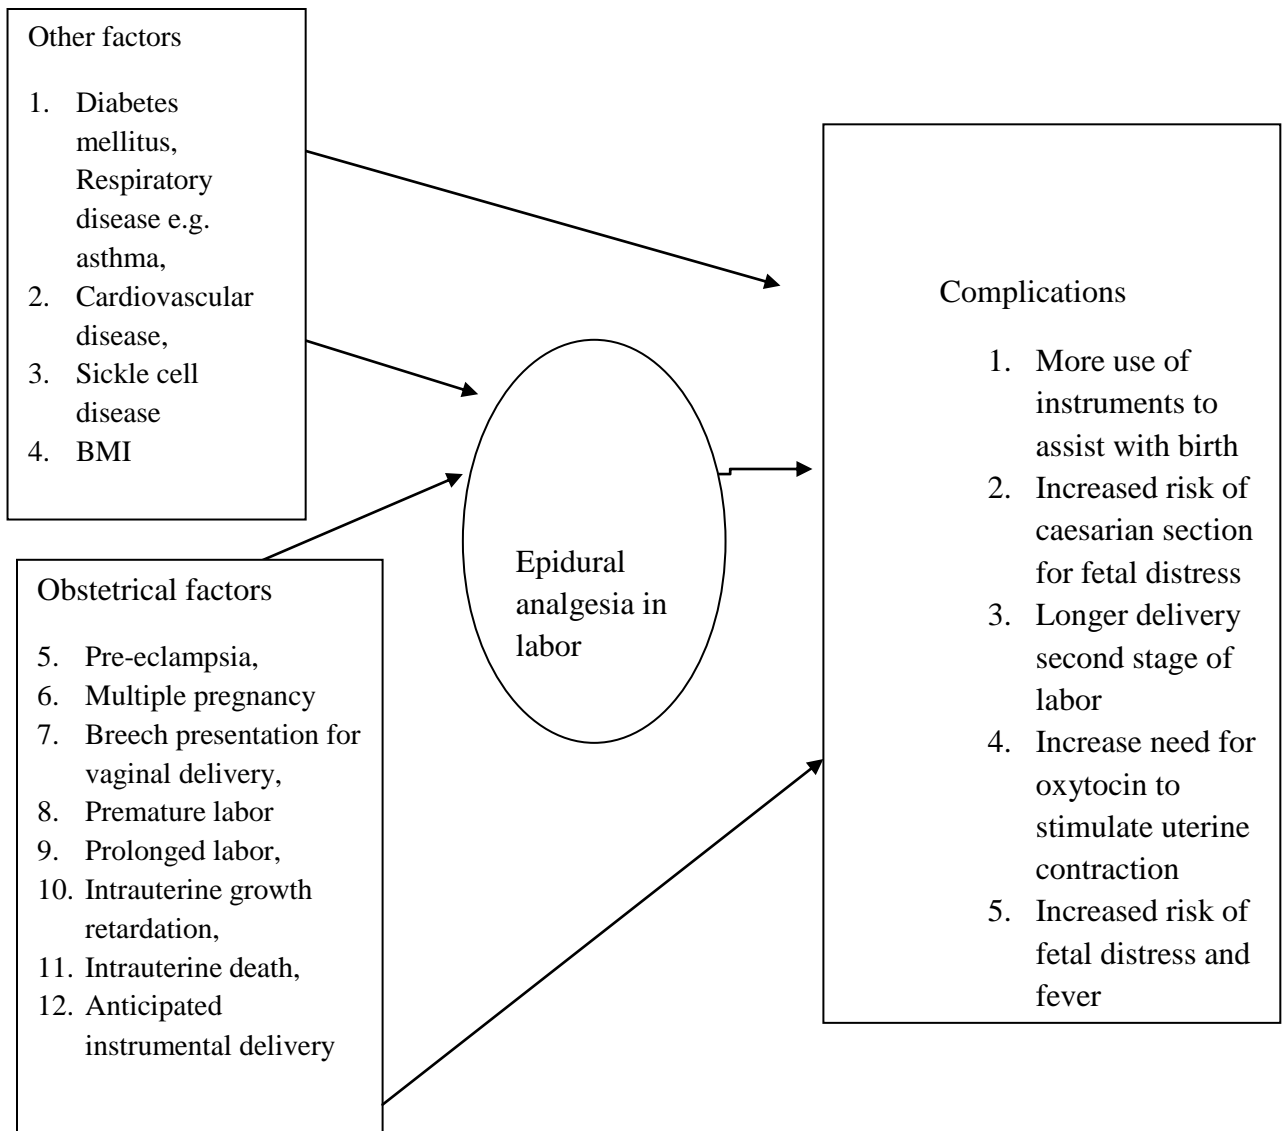 Other factors
1. Diabetes
mellitus,
Respiratory
disease e.g.
asthma,
2. Cardiovascular
disease,
3. Sickle cell
disease
4. BMI
Obstetrical factors
5. Pre-eclampsia,
6. Multiple pregnancy
7. Breech presentation for
vaginal delivery,
8. Premature labor
9. Prolonged labor,
10. Intrauterine growth
retardation,
11. Intrauterine death,
12. Anticipated
instrumental delivery
Epidural
analgesia in
labor
Complications
1. More use of
instruments to
assist with birth
2. Increased risk of
caesarian section
for fetal distress
3. Longer delivery
second stage of
labor
4. Increase need for
oxytocin to
stimulate uterine
contraction
5. Increased risk of
fetal distress and
fever